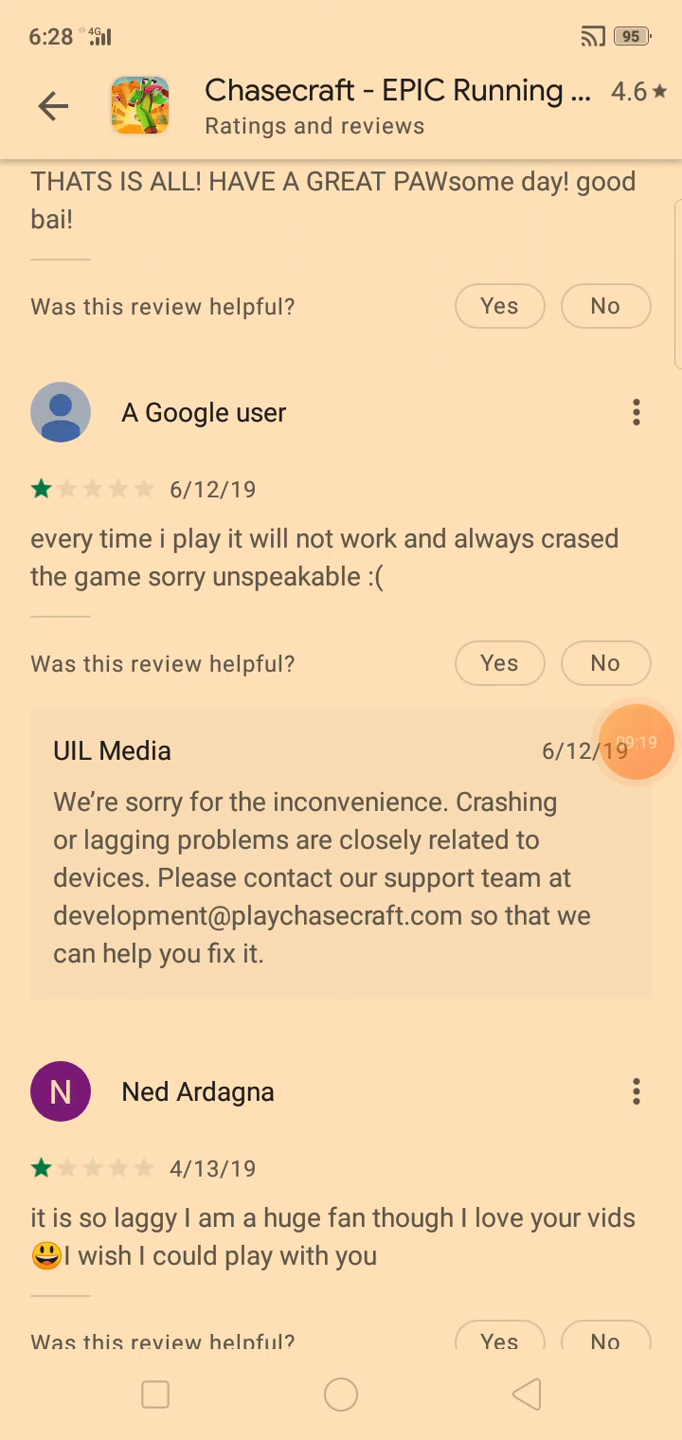 6:28 4G 95
Chasecraft - EPIC Running ... 4.6★
Ratings and reviews
THATS IS ALL! HAVE A GREAT PAWsome day! good
bai!
Was this review helpful? Yes No
A Google user
6/12/19
every time i play it will not work and always crased
the game sorry unspeakable :(
Was this review helpful? Yes No
UIL Media 6/12/19
09:19
We’re sorry for the inconvenience. Crashing
or lagging problems are closely related to
devices. Please contact our support team at
development@playchasecraft.com so that we
can help you fix it.
N Ned Ardagna
4/13/19
it is so laggy I am a huge fan though I love your vids
😃I wish I could play with you
Was this review helpful? Yes No